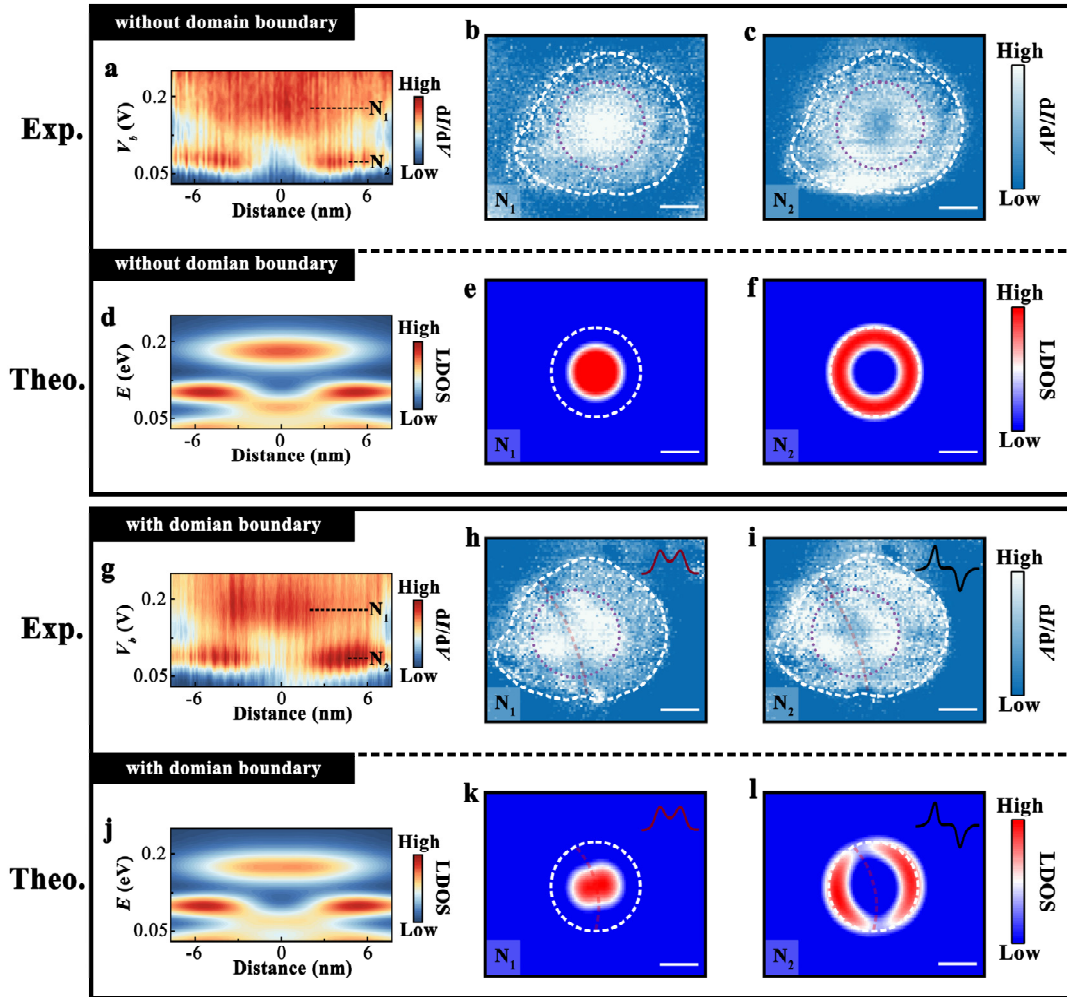 without domain boundary
Exp.
a
V_b (V)
0.2
0.05
-6 0 6
Distance (nm)
N₁
N₂
High
dI/dV
Low
b
N₁
c
N₂
High
dI/dV
Low
without domian boundary
Theo.
d
E (eV)
0.2
0.05
-6 0 6
Distance (nm)
High
LDOS
Low
e
N₁
f
N₂
High
LDOS
Low
with domian boundary
Exp.
g
V_b (V)
0.2
0.05
-6 0 6
Distance (nm)
N₁
N₂
High
dI/dV
Low
h
N₁
i
N₂
High
dI/dV
Low
with domian boundary
Theo.
j
E (eV)
0.2
0.05
-6 0 6
Distance (nm)
High
LDOS
Low
k
N₁
l
N₂
High
LDOS
Low